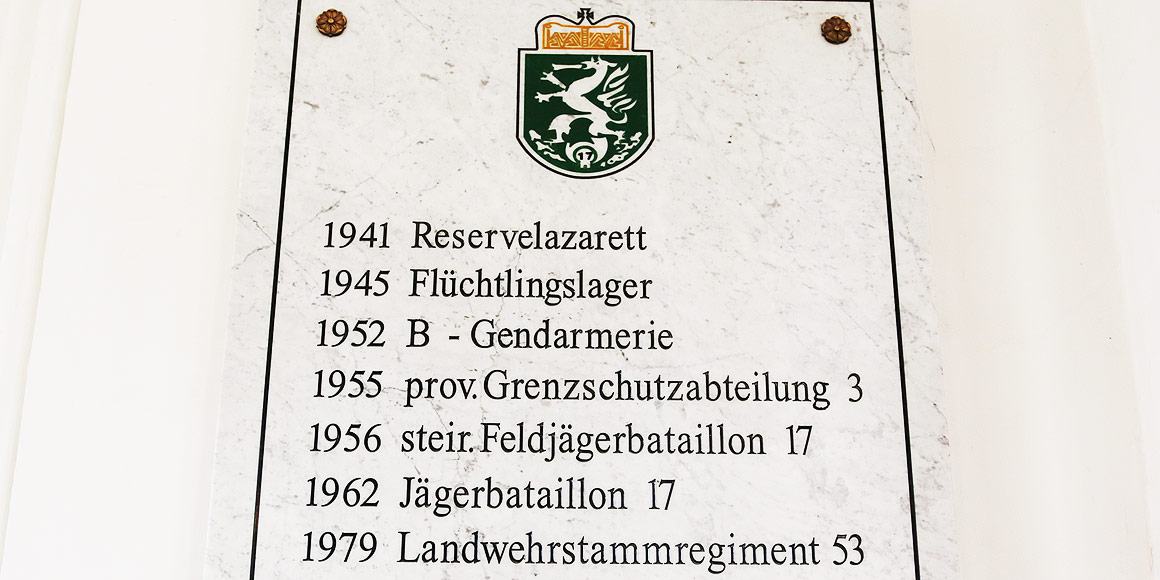 17
1941 Reservelazarett
1945 Flüchtlingslager
1952 B - Gendarmerie
1955 prov. Grenzschutzabteilung 3
1956 steir. Feldjägerbataillon 17
1962 Jägerbataillon 17
1979 Landwehrstammregiment 53